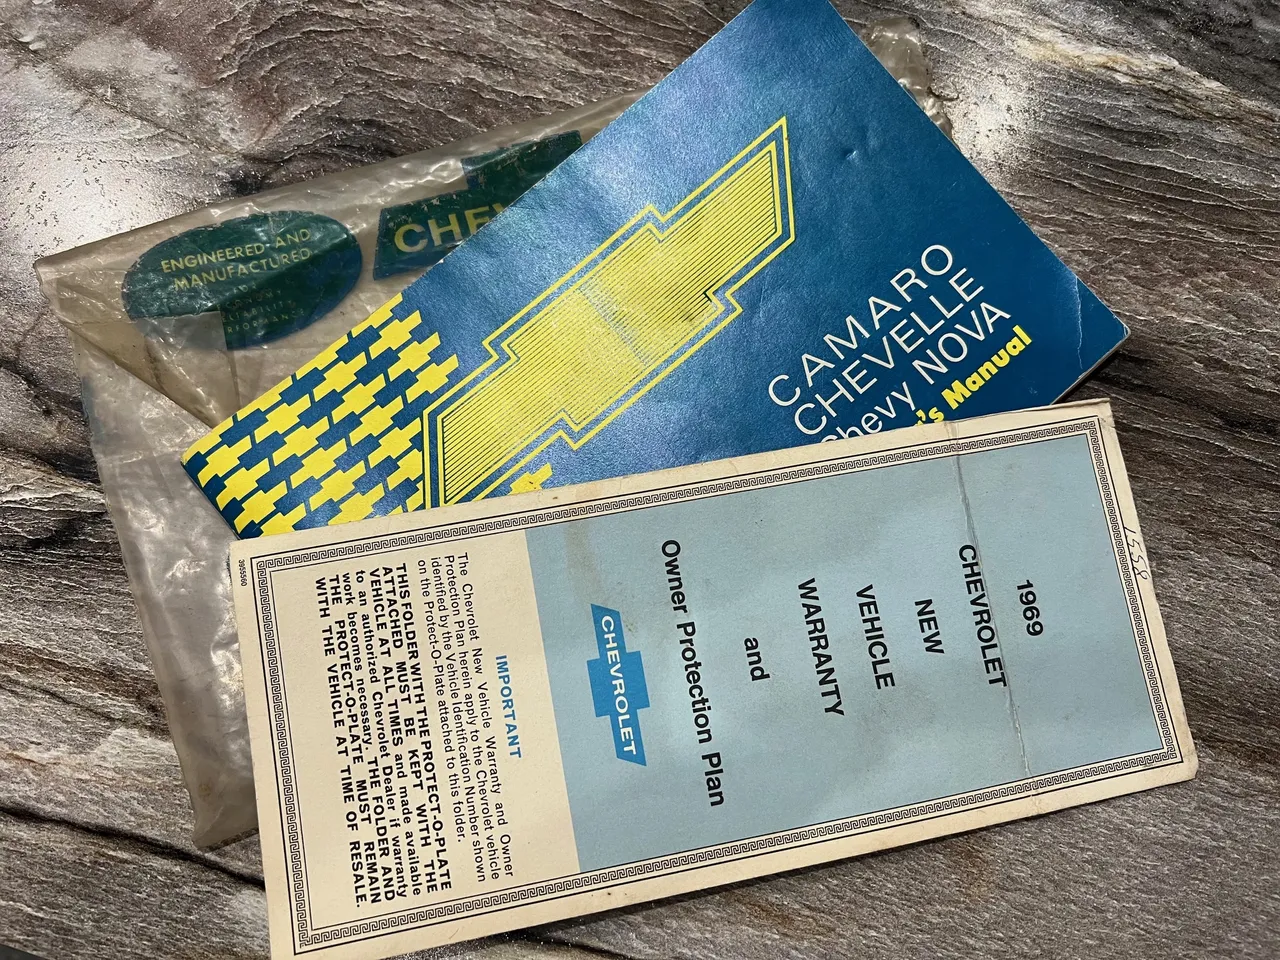 ENGINEERED AND
MANUFACTURED
CHEV
CAMARO
CHEVELLE
Chevy NOVA
's Manual
1969
CHEVROLET
NEW
VEHICLE
WARRANTY
and
Owner Protection Plan
CHEVROLET
IMPORTANT
The Chevrolet New Vehicle Warranty and Owner
Protection Plan herein apply to the Chevrolet vehicle
identified by the Vehicle Identification Number shown
on the Protect-O-Plate attached to this folder.
THIS FOLDER WITH THE PROTECT-O-PLATE
ATTACHED MUST BE KEPT WITH THE
VEHICLE AT ALL TIMES and made available
to an authorized Chevrolet Dealer if warranty
work becomes necessary. THE FOLDER AND
THE PROTECT-O-PLATE MUST REMAIN
WITH THE VEHICLE AT TIME OF RESALE.
3955560